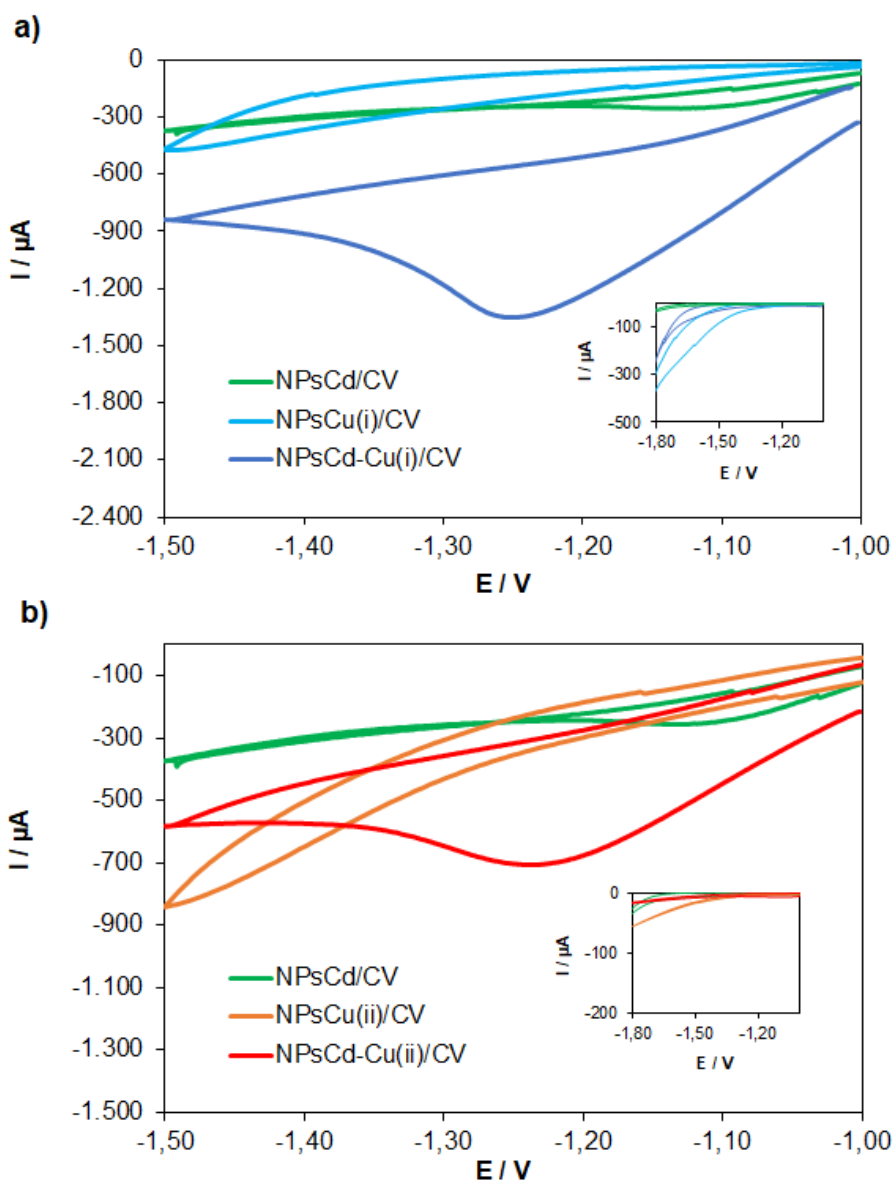 a)
0
-300
-600
-900
-1.200
-1.500
-1.800
-2.100
-2.400
I / µA
-1,50
-1,40
-1,30
-1,20
-1,10
-1,00
E / V
NPsCd/CV
NPsCu(i)/CV
NPsCd-Cu(i)/CV
-100
-300
-500
I / µA
-1,80
-1,50
-1,20
E / V
b)
-100
-300
-500
-700
-900
-1.100
-1.300
-1.500
I / µA
-1,50
-1,40
-1,30
-1,20
-1,10
-1,00
E / V
NPsCd/CV
NPsCu(ii)/CV
NPsCd-Cu(ii)/CV
0
-100
-200
I / µA
-1,80
-1,50
-1,20
E / V